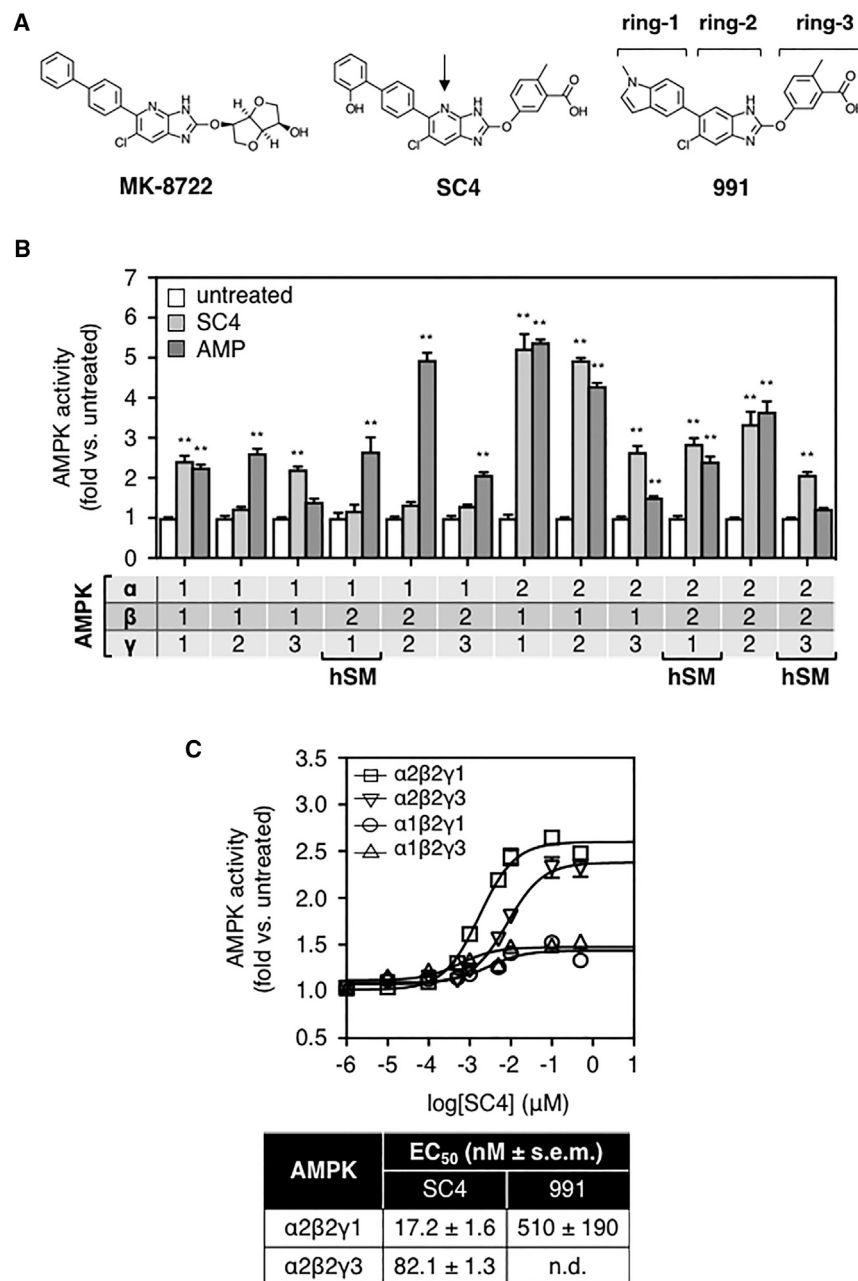 A
ring-1 ring-2 ring-3
N N H N O O H H O OH Cl
OH N N H N O O OH Cl
N N H N O O OH Cl
MK-8722 SC4 991
B
AMPK activity
(fold vs. untreated)
7
6
5
4
3
2
1
0
untreated
SC4
AMP
** ** ** ** ** ** ** ** ** ** ** ** ** ** ** ** ** ** **
AMPK
α 1 1 1 1 1 1 2 2 2 2 2 2
β 1 1 1 2 2 2 1 1 1 2 2 2
γ 1 2 3 1 2 3 1 2 3 1 2 3
hSM hSM hSM
C
AMPK activity
(fold vs. untreated)
3.5
3.0
2.5
2.0
1.5
1.0
0.5
α2β2γ1
α2β2γ3
α1β2γ1
α1β2γ3
-6 -5 -4 -3 -2 -1 0 1
log[SC4] (µM)
AMPK EC50 (nM ± s.e.m.)
SC4 991
α2β2γ1 17.2 ± 1.6 510 ± 190
α2β2γ3 82.1 ± 1.3 n.d.